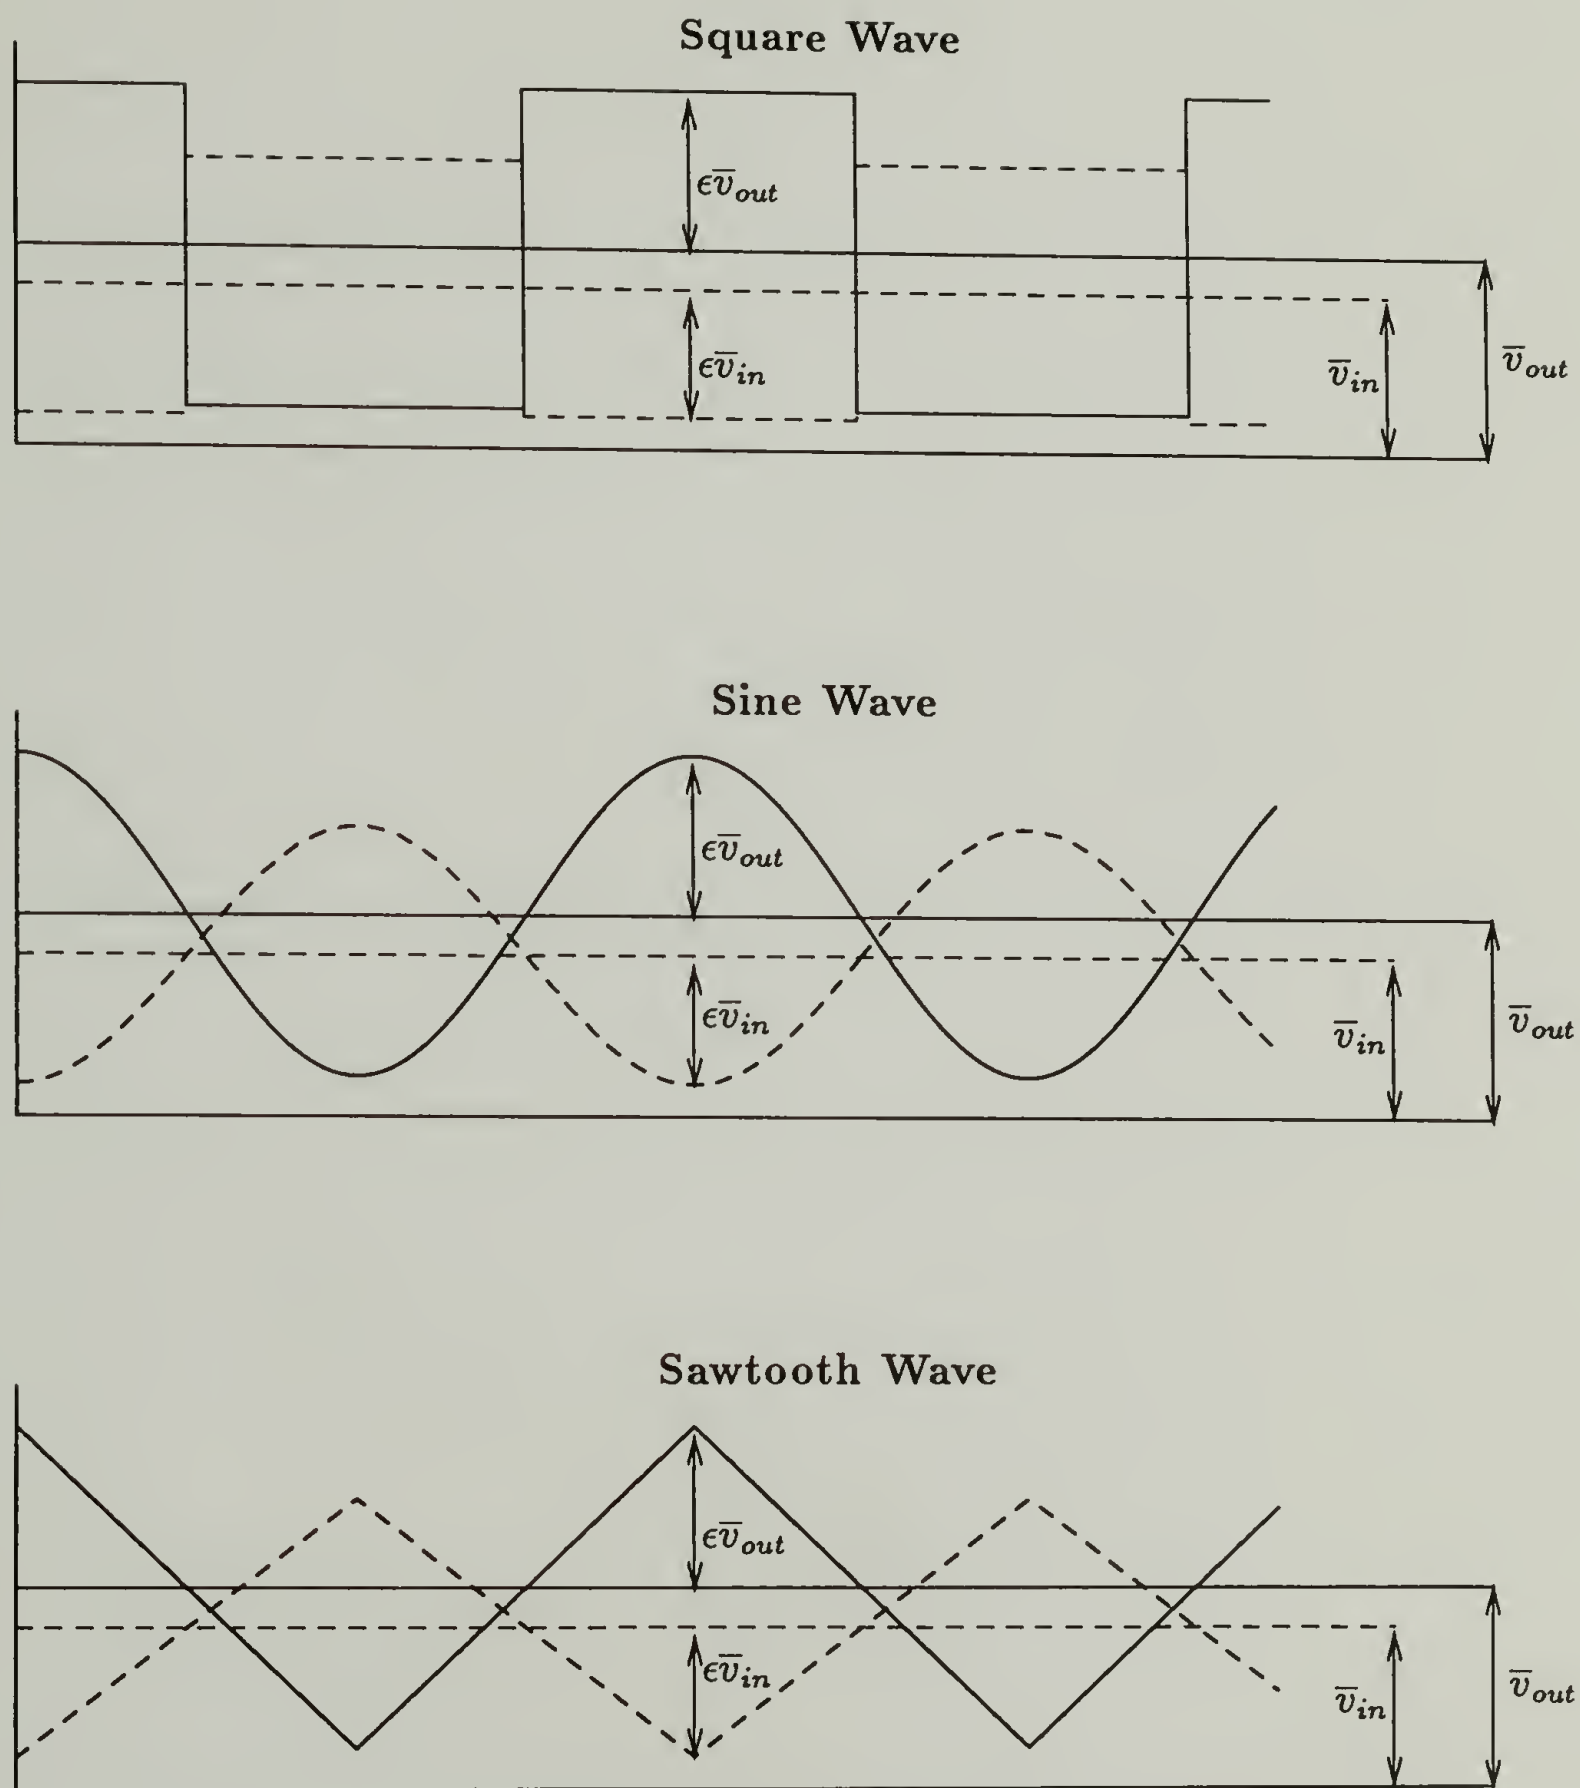 Square Wave
ϵv̅out
ϵv̅in
v̅in
v̅out
Sine Wave
ϵv̅out
ϵv̅in
v̅in
v̅out
Sawtooth Wave
ϵv̅out
ϵv̅in
v̅in
v̅out